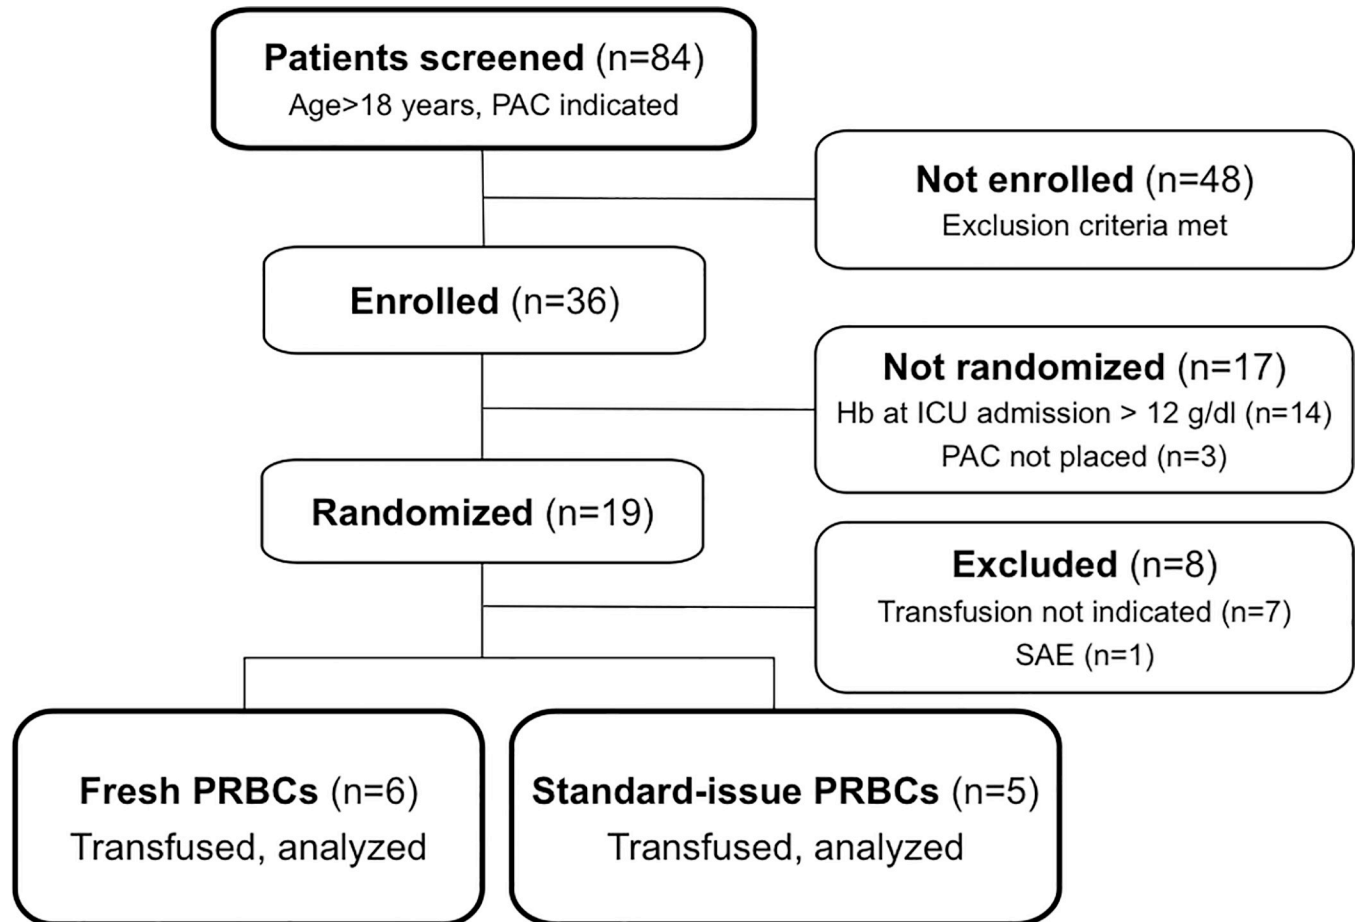 Patients screened (n=84)
Age>18 years, PAC indicated
Not enrolled (n=48)
Exclusion criteria met
Enrolled (n=36)
Not randomized (n=17)
Hb at ICU admission > 12 g/dl (n=14)
PAC not placed (n=3)
Randomized (n=19)
Excluded (n=8)
Transfusion not indicated (n=7)
SAE (n=1)
Fresh PRBCs (n=6)
Transfused, analyzed
Standard-issue PRBCs (n=5)
Transfused, analyzed